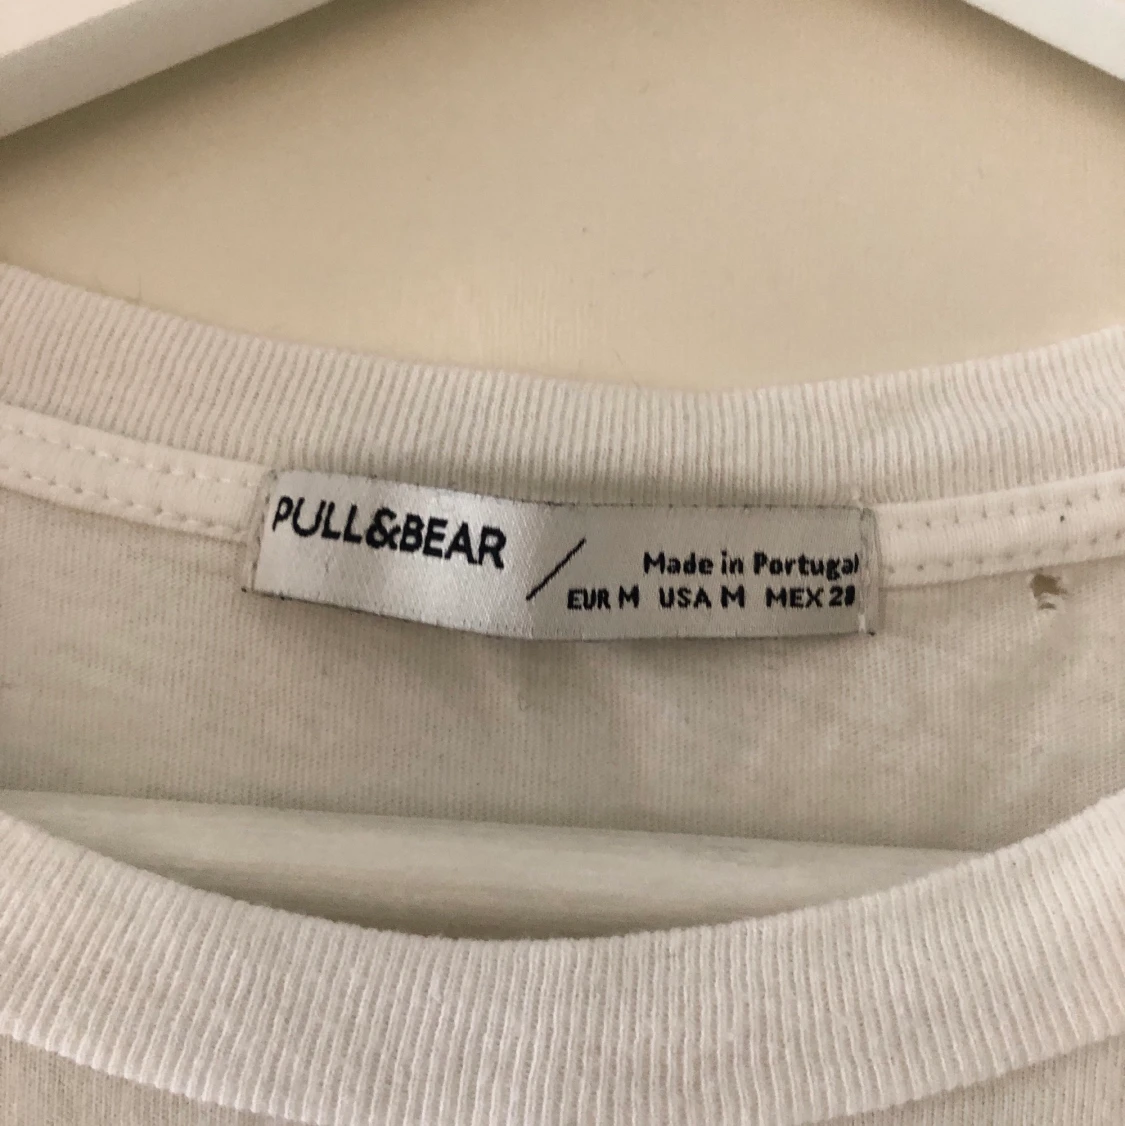 PULL&BEAR
Made in Portugal
EUR M USA M MEX 28